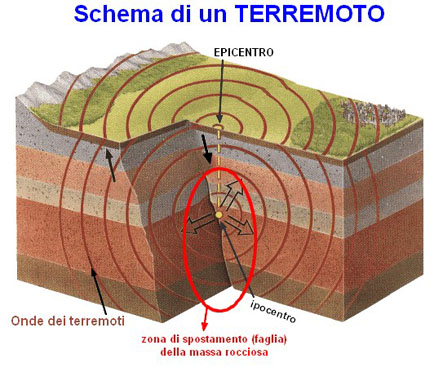 Schema di un TERREMOTO
EPICENTRO
ipocentro
Onde dei terremoti
zona di spostamento (faglia)
della massa rocciosa